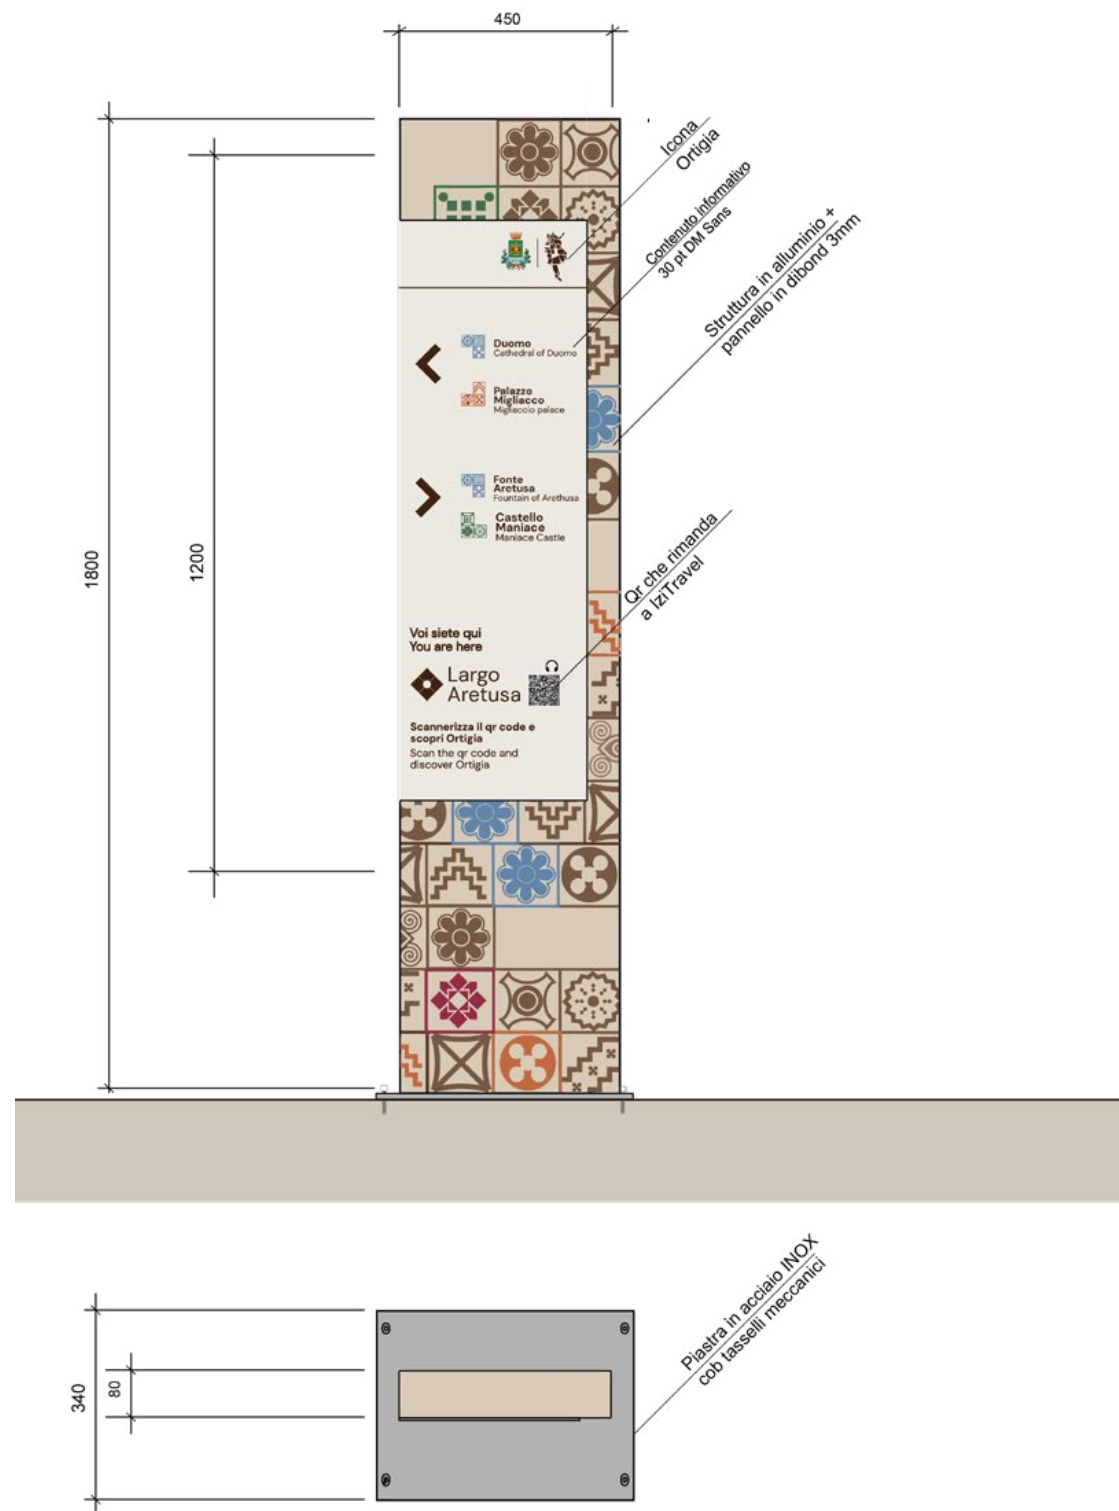 450
Icona
Ortigia
Contenuto informativo
30 pt DM Sans
Struttura in alluminio +
pannello in dibond 3mm
1800
1200
Duomo
Cathedral of Duomo
Palazzo
Migliacco
Migliaccio palace
Fonte
Aretusa
Fountain of Arethusa
Castello
Maniace
Maniace Castle
Qr che rimanda
a IziTravel
Voi siete qui
You are here
Largo
Aretusa
Scannerizza il qr code e
scopri Ortigia
Scan the qr code and
discover Ortigia
340
80
Piastra in acciaio INOX
cob tasselli meccanici